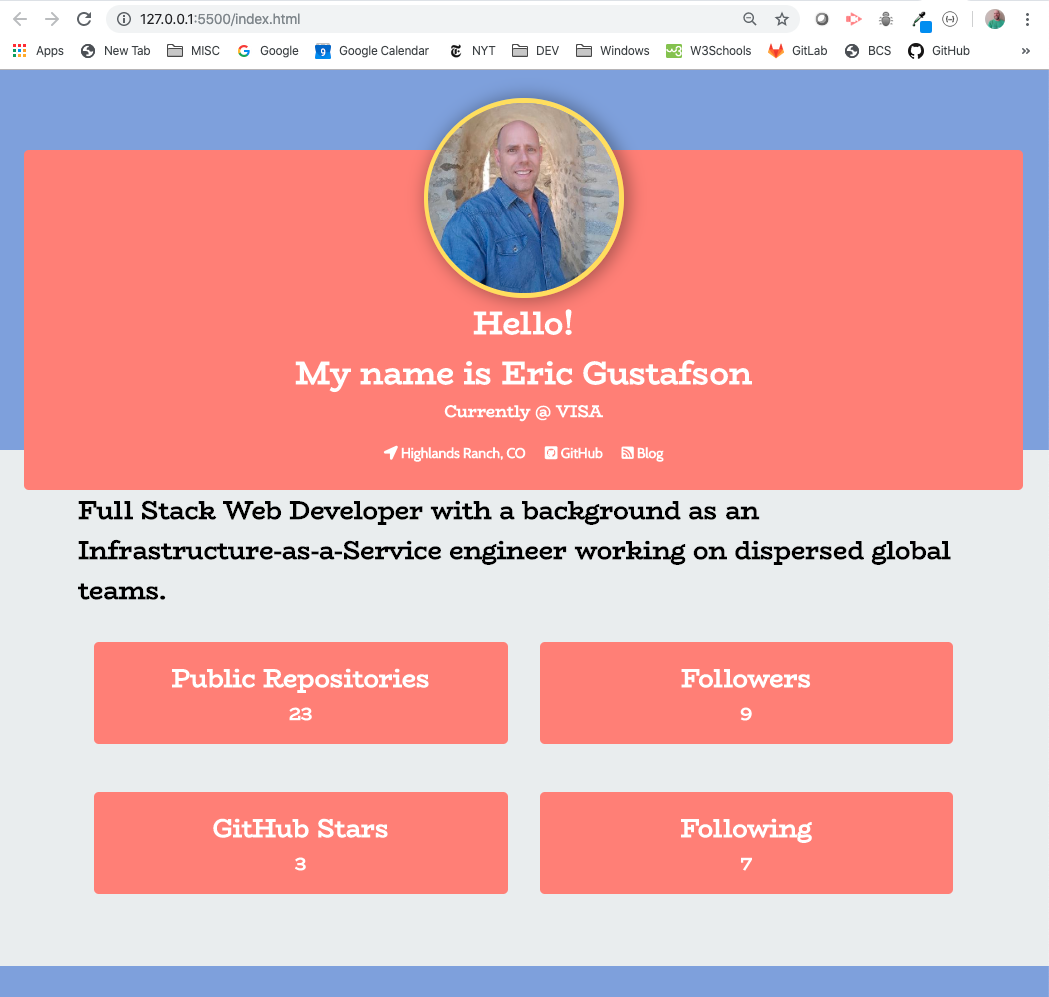 127.0.0.1:5500/index.html
Apps New Tab MISC Google 9 Google Calendar NYT DEV Windows W3Schools GitLab BCS GitHub »
Hello!
My name is Eric Gustafson
Currently @ VISA
Highlands Ranch, CO GitHub Blog
Full Stack Web Developer with a background as an
Infrastructure-as-a-Service engineer working on dispersed global
teams.
Public Repositories Followers
23 9
GitHub Stars Following
3 7